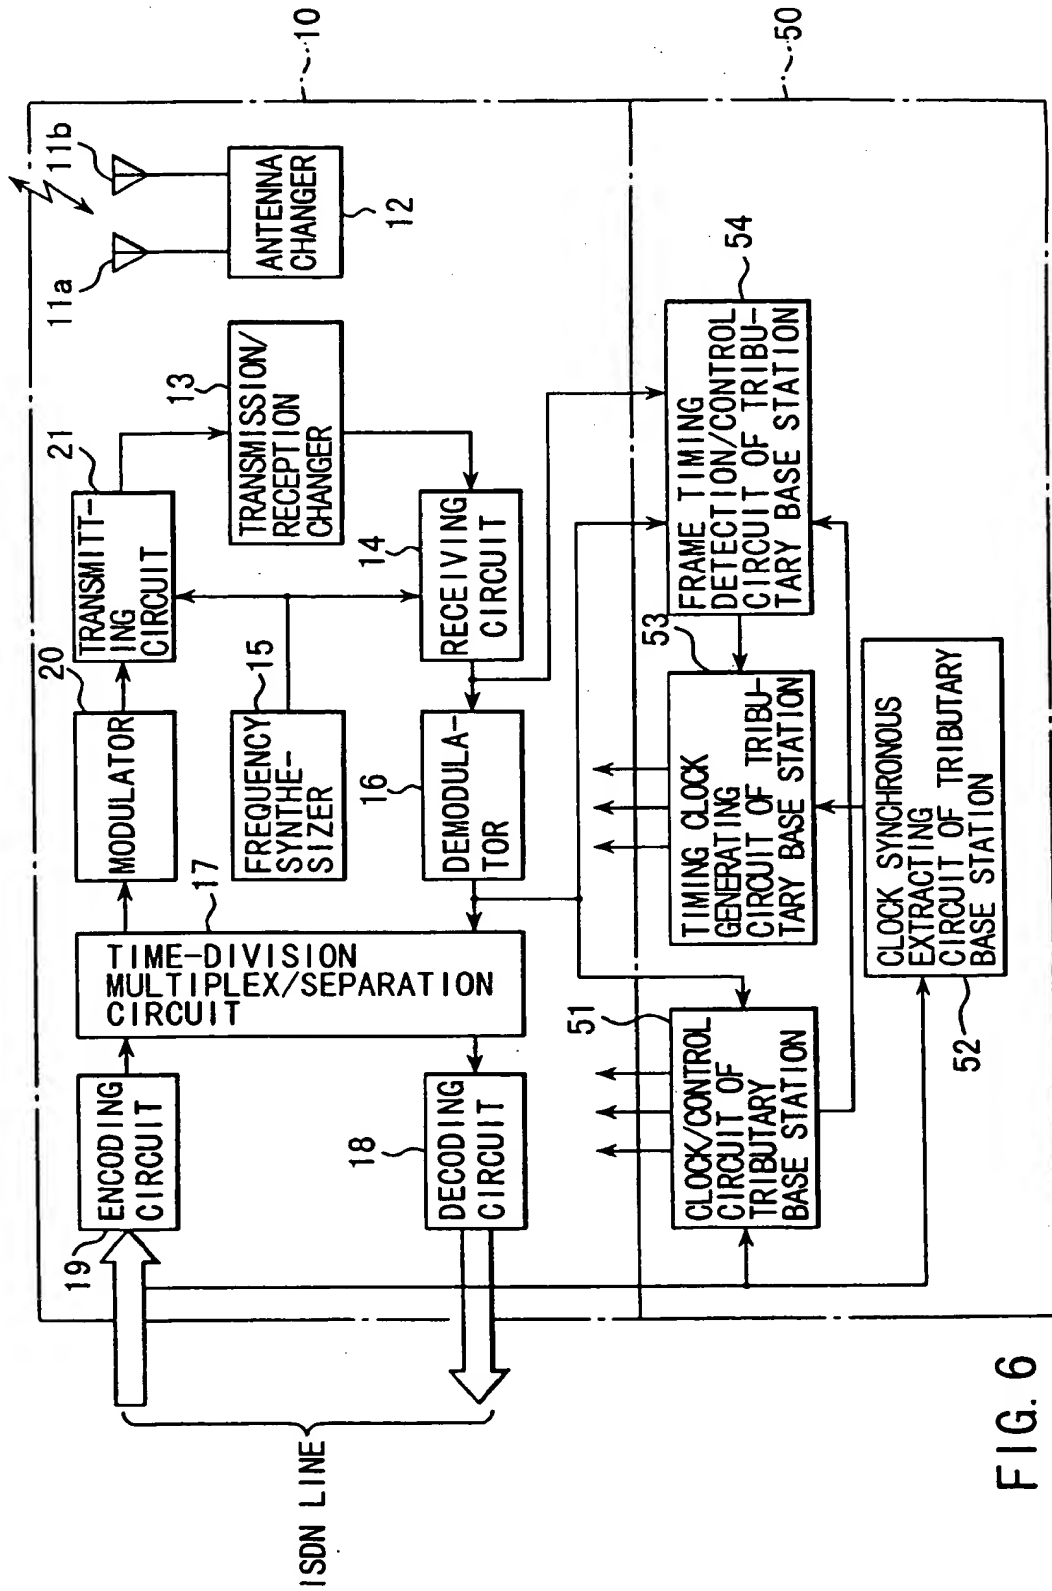 10
11a
11b
ANTENNA
CHANGER
12
13
TRANSMISSION/
RECEPTION
CHANGER
21
TRANSMITT-
ING
CIRCUIT
14
RECEIVING
CIRCUIT
20
MODULATOR
15
FREQUENCY
SYNTHE-
SIZER
16
DEMODULA-
TOR
17
TIME-DIVISION
MULTIPLEX/SEPARATION
CIRCUIT
19
ENCODING
CIRCUIT
18
DECODING
CIRCUIT
ISDN LINE
50
54
FRAME TIMING
DETECTION/CONTROL
CIRCUIT OF TRIBU-
TARY BASE STATION
53
TIMING CLOCK
GENERATING
CIRCUIT OF TRIBU-
TARY BASE STATION
51
CLOCK/CONTROL
CIRCUIT OF
TRIBUTARY
BASE STATION
CLOCK SYNCHRONOUS
EXTRACTING
CIRCUIT OF TRIBUTARY
BASE STATION
52
FIG. 6